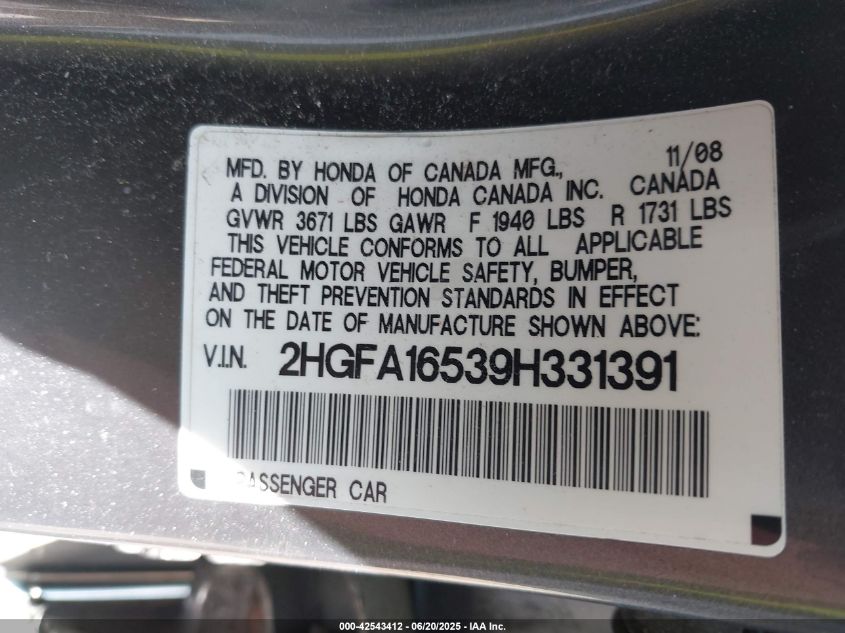 11/08
MFD. BY HONDA OF CANADA MFG.,
A DIVISION OF HONDA CANADA INC. CANADA
GVWR 3671 LBS GAWR F 1940 LBS R 1731 LBS
THIS VEHICLE CONFORMS TO ALL APPLICABLE
FEDERAL MOTOR VEHICLE SAFETY, BUMPER,
AND THEFT PREVENTION STANDARDS IN EFFECT
ON THE DATE OF MANUFACTURE SHOWN ABOVE:
V.I.N. 2HGFA16539H331391
PASSENGER CAR
000-42543412 - 06/20/2025 - IAA Inc.